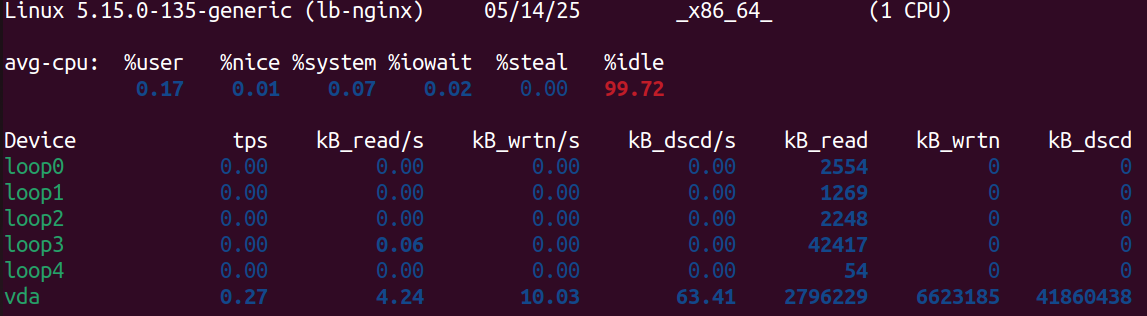 Linux 5.15.0-135-generic (lb-nginx) 05/14/25 _x86_64_ (1 CPU)
avg-cpu: %user %nice %system %iowait %steal %idle
0.17 0.01 0.07 0.02 0.00 99.72
Device tps kB_read/s kB_wrtn/s kB_dscd/s kB_read kB_wrtn kB_dscd
loop0 0.00 0.00 0.00 0.00 2554 0 0
loop1 0.00 0.00 0.00 0.00 1269 0 0
loop2 0.00 0.00 0.00 0.00 2248 0 0
loop3 0.00 0.06 0.00 0.00 42417 0 0
loop4 0.00 0.00 0.00 0.00 54 0 0
vda 0.27 4.24 10.03 63.41 2796229 6623185 41860438